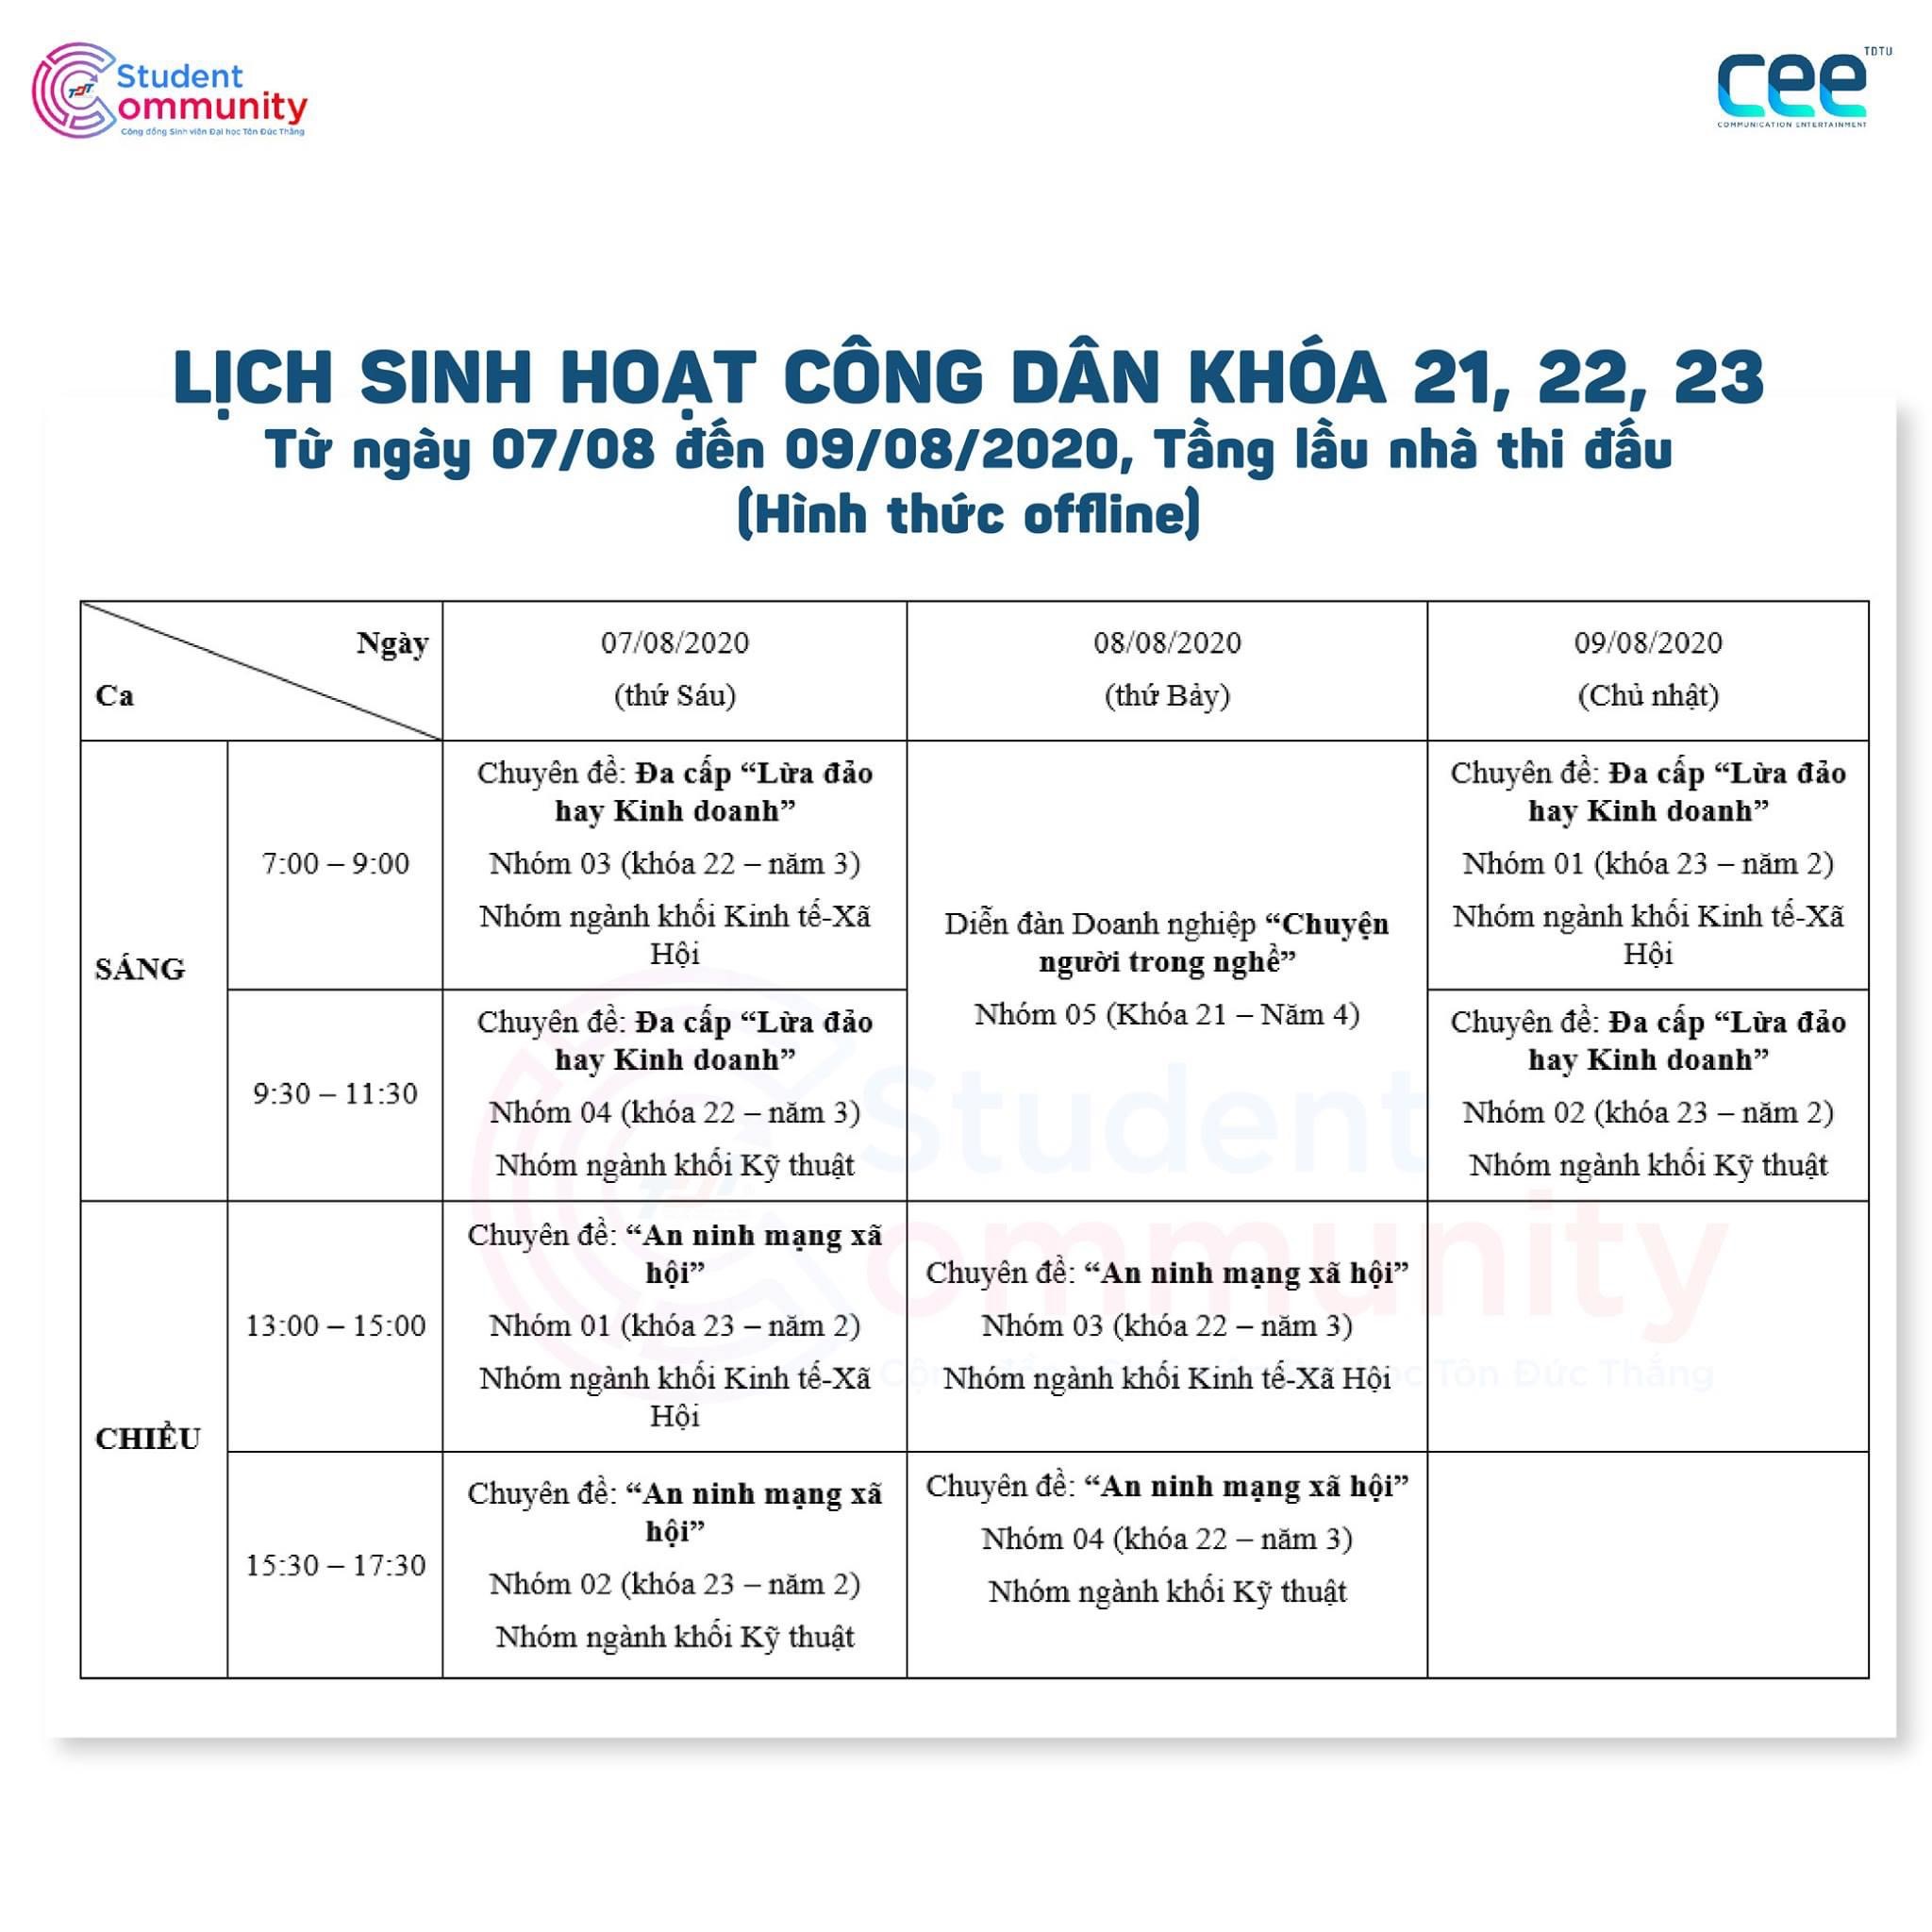 Student
Community
Cộng đồng Sinh viên Đại học Tôn Đức Thắng
TDTU
cee
COMMUNICATION ENTERTAINMENT
LỊCH SINH HOẠT CÔNG DÂN KHÓA 21, 22, 23
Từ ngày 07/08 đến 09/08/2020, Tầng lầu nhà thi đấu
(Hình thức offline)
Ngày
Ca
07/08/2020
(thứ Sáu)
08/08/2020
(thứ Bảy)
09/08/2020
(Chủ nhật)
SÁNG
7:00 – 9:00
Chuyên đề: Đa cấp “Lừa đảo
hay Kinh doanh”
Nhóm 03 (khóa 22 – năm 3)
Nhóm ngành khối Kinh tế-Xã
Hội
Diễn đàn Doanh nghiệp “Chuyện
người trong nghề”
Nhóm 05 (Khóa 21 – Năm 4)
Chuyên đề: Đa cấp “Lừa đảo
hay Kinh doanh”
Nhóm 01 (khóa 23 – năm 2)
Nhóm ngành khối Kinh tế-Xã
Hội
9:30 – 11:30
Chuyên đề: Đa cấp “Lừa đảo
hay Kinh doanh”
Nhóm 04 (khóa 22 – năm 3)
Nhóm ngành khối Kỹ thuật
Chuyên đề: Đa cấp “Lừa đảo
hay Kinh doanh”
Nhóm 02 (khóa 23 – năm 2)
Nhóm ngành khối Kỹ thuật
CHIỀU
13:00 – 15:00
Chuyên đề: “An ninh mạng xã
hội”
Nhóm 01 (khóa 23 – năm 2)
Nhóm ngành khối Kinh tế-Xã
Hội
Chuyên đề: “An ninh mạng xã hội”
Nhóm 03 (khóa 22 – năm 3)
Nhóm ngành khối Kinh tế-Xã Hội
15:30 – 17:30
Chuyên đề: “An ninh mạng xã
hội”
Nhóm 02 (khóa 23 – năm 2)
Nhóm ngành khối Kỹ thuật
Chuyên đề: “An ninh mạng xã hội”
Nhóm 04 (khóa 22 – năm 3)
Nhóm ngành khối Kỹ thuật
Student
Community
Tôn Đức Thắng